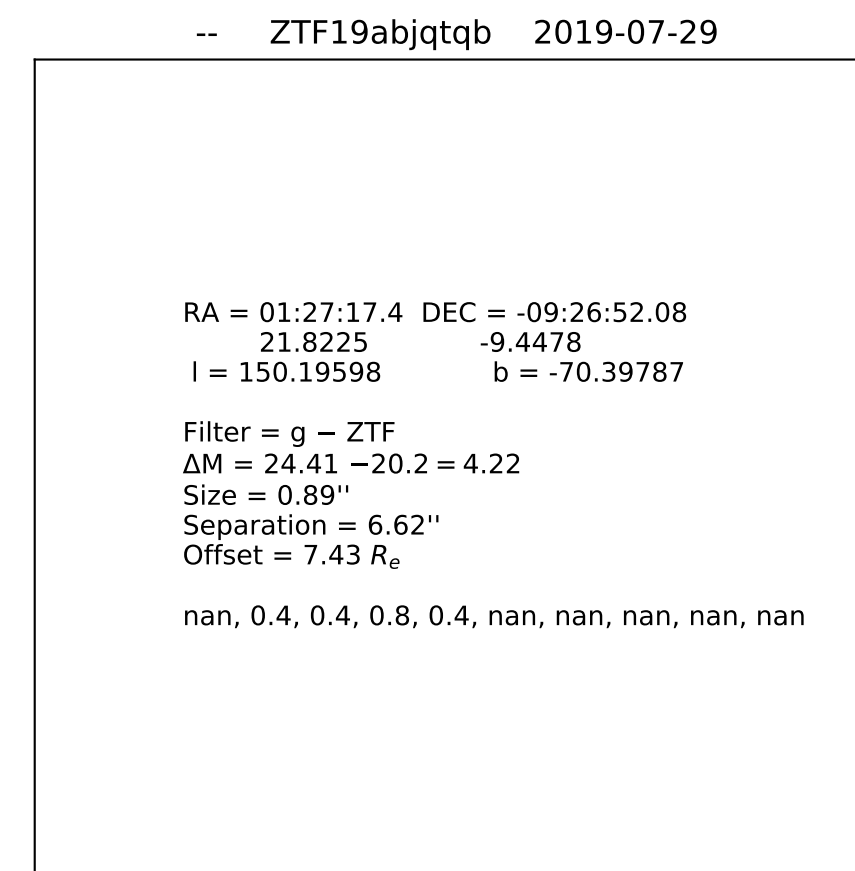 -- ZTF19abjqtqb 2019-07-29
RA = 01:27:17.4 DEC = -09:26:52.08
21.8225 -9.4478
l = 150.19598 b = -70.39787
Filter = g − ZTF
ΔM = 24.41 −20.2 = 4.22
Size = 0.89''
Separation = 6.62''
Offset = 7.43 Re
nan, 0.4, 0.4, 0.8, 0.4, nan, nan, nan, nan, nan